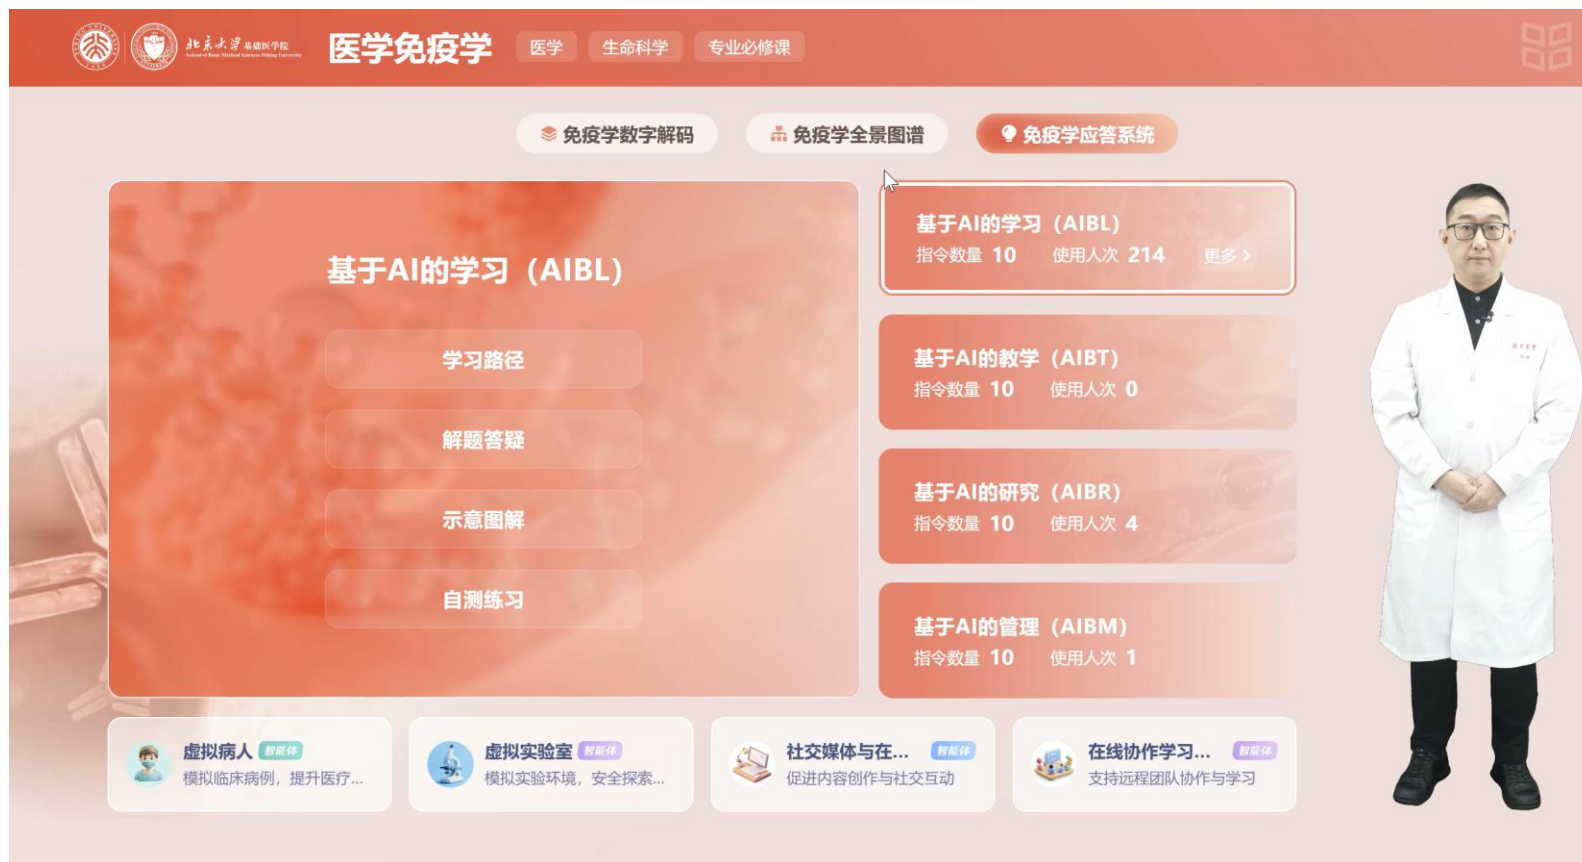 北京大学基础医学院
医学免疫学
医学
生命科学
专业必修课
免疫学数字解码
免疫学全景图谱
免疫学应答系统
基于AI的学习（AIBL）
学习路径
解题答疑
示意图解
自测练习
基于AI的学习（AIBL）
指令数量 10 使用人次 214 更多 >
基于AI的教学（AIBT）
指令数量 10 使用人次 0
基于AI的研究（AIBR）
指令数量 10 使用人次 4
基于AI的管理（AIBM）
指令数量 10 使用人次 1
虚拟病人 智能体
模拟临床病例，提升医疗...
虚拟实验室 智能体
模拟实验环境，安全探索...
社交媒体与在... 智能体
促进内容创作与社交互动
在线协作学习... 智能体
支持远程团队协作与学习